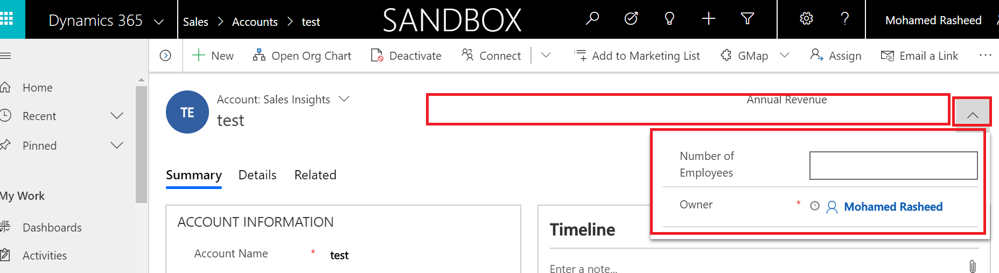 Dynamics 365
Sales > Accounts > test
SANDBOX
?
Mohamed Rasheed
New
Open Org Chart
Deactivate
Connect
Add to Marketing List
GMap
Assign
Email a Link
...
Home
Recent
Pinned
My Work
Dashboards
Activities
TE
Account: Sales Insights
test
Annual Revenue
Number of
Employees
Owner
*
Mohamed Rasheed
Summary
Details
Related
ACCOUNT INFORMATION
Account Name
*
test
Timeline
Enter a note...